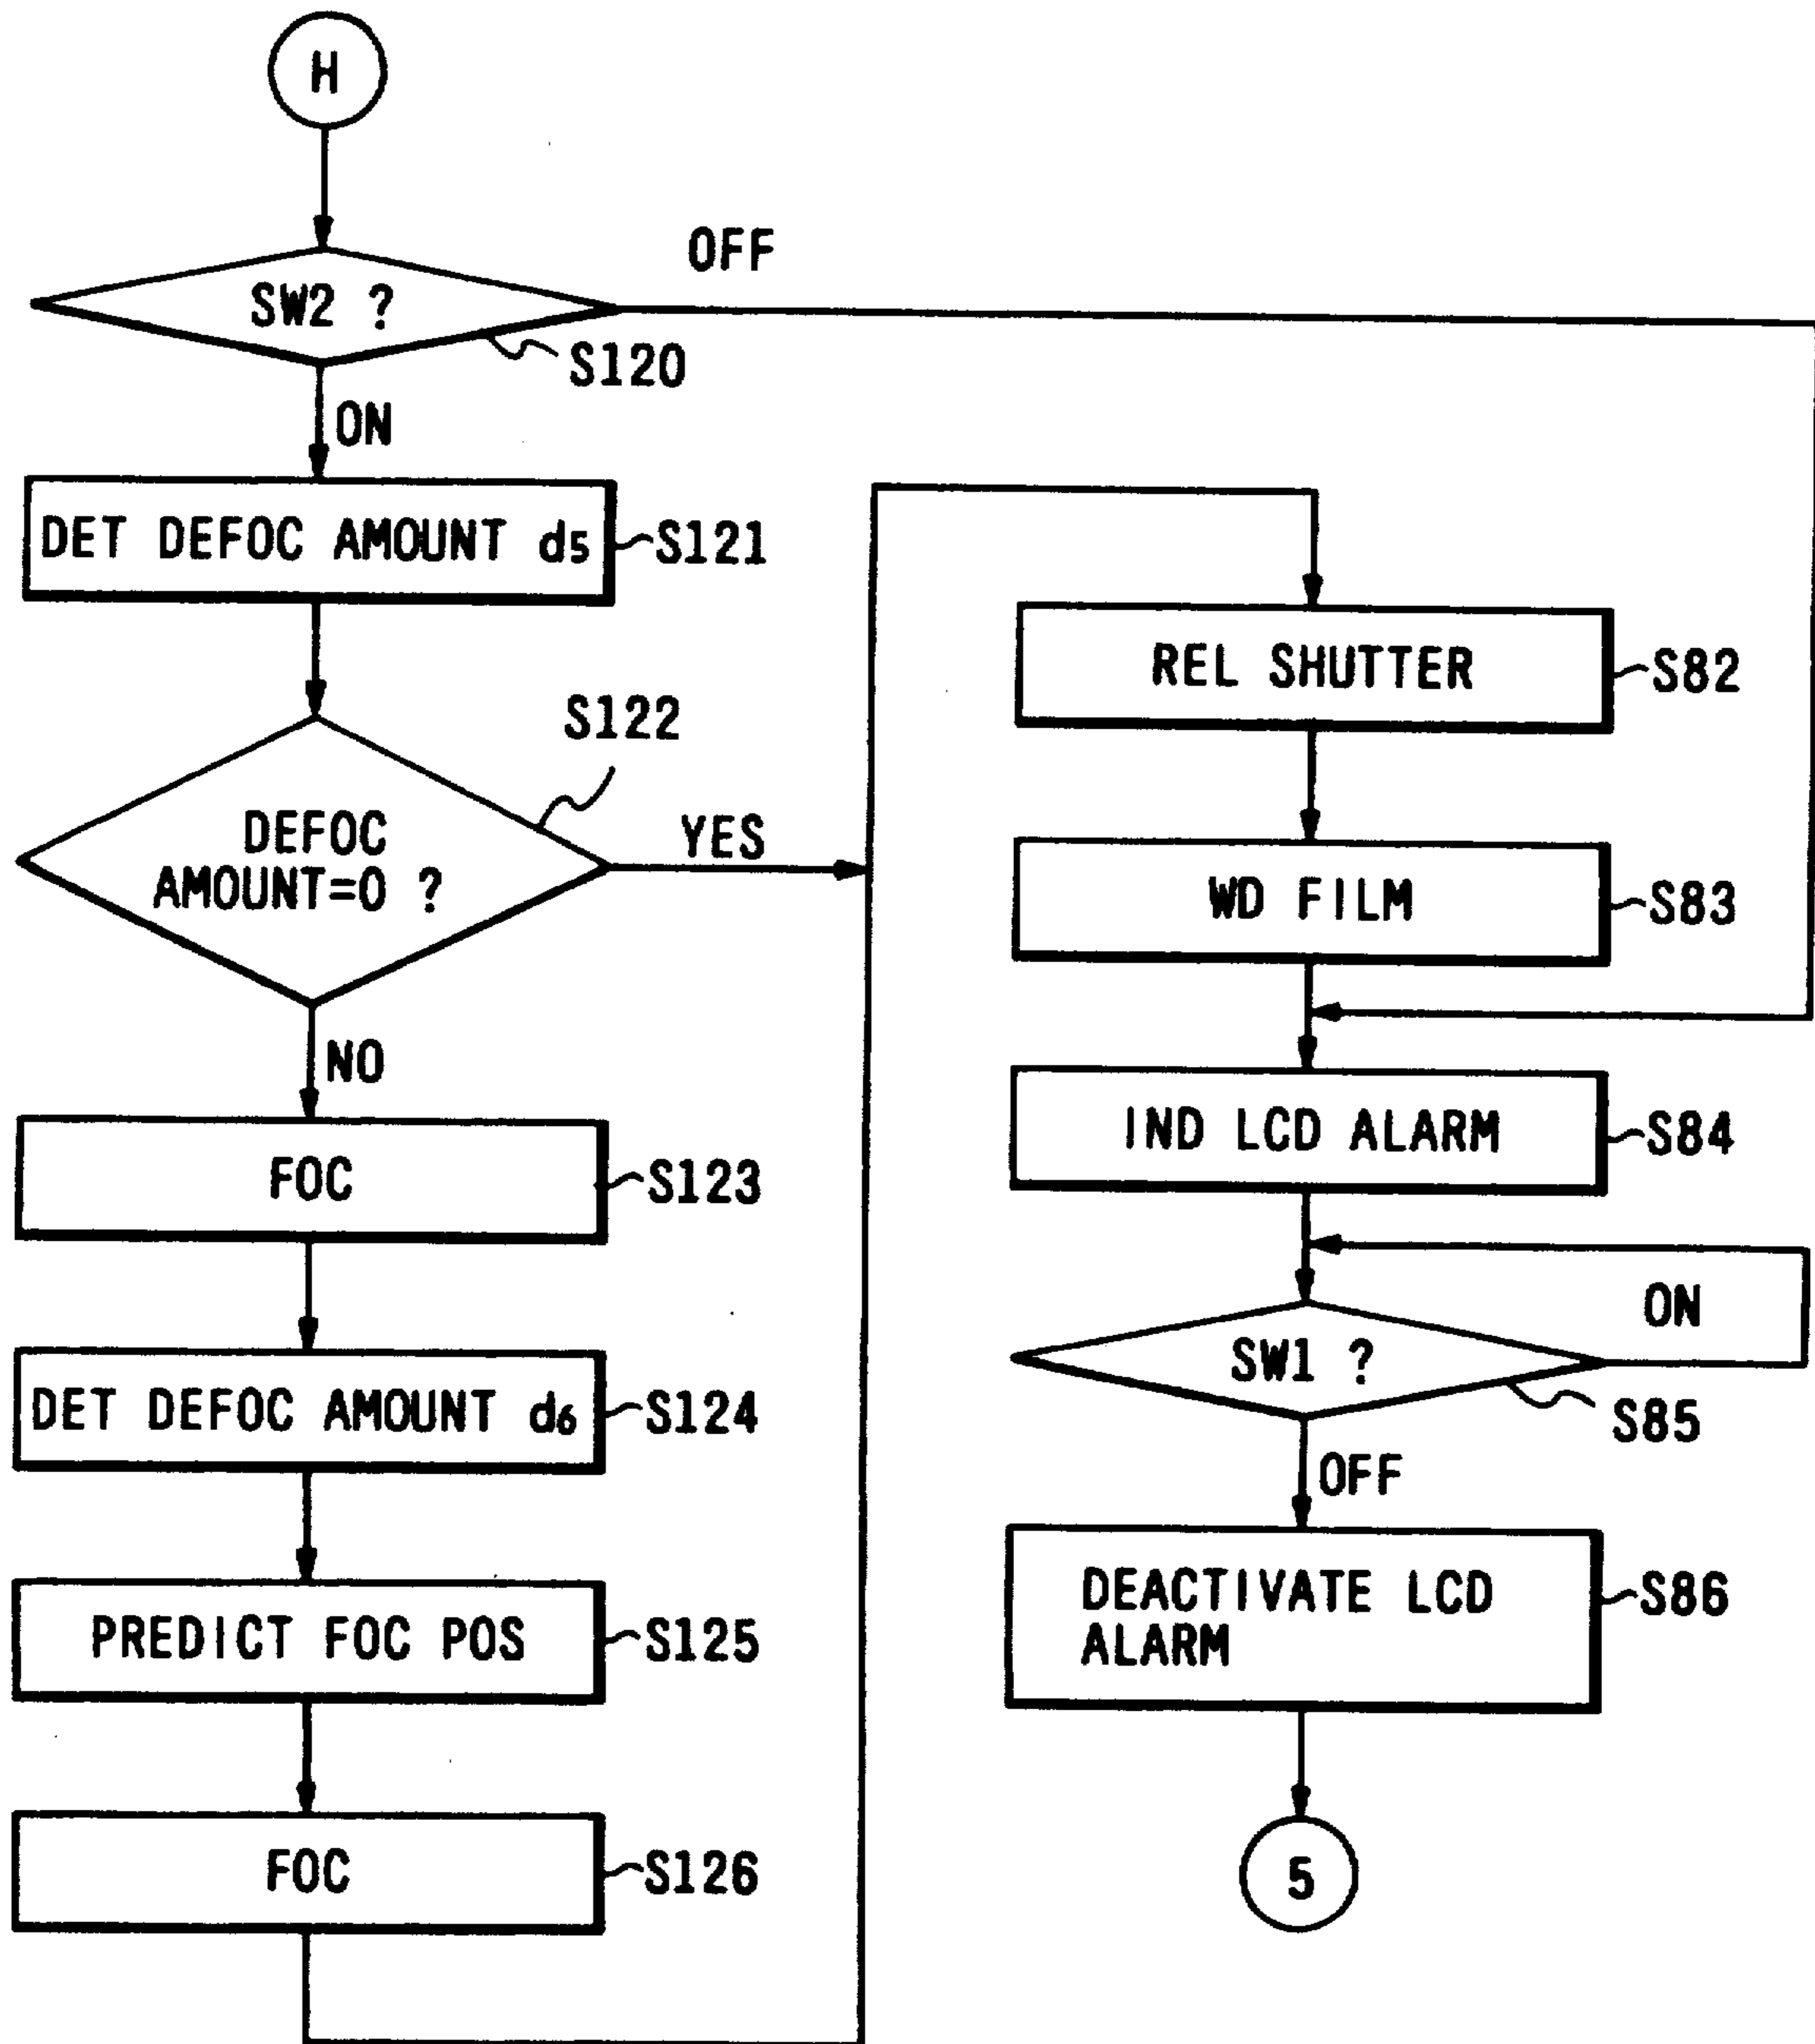 H
SW2 ?
OFF
S120
ON
DET DEFOC AMOUNT d5
S121
S122
DEFOC
AMOUNT=0 ?
YES
NO
FOC
S123
DET DEFOC AMOUNT d6
S124
PREDICT FOC POS
S125
FOC
S126
REL SHUTTER
S82
WD FILM
S83
IND LCD ALARM
S84
ON
SW1 ?
S85
OFF
DEACTIVATE LCD
ALARM
S86
5